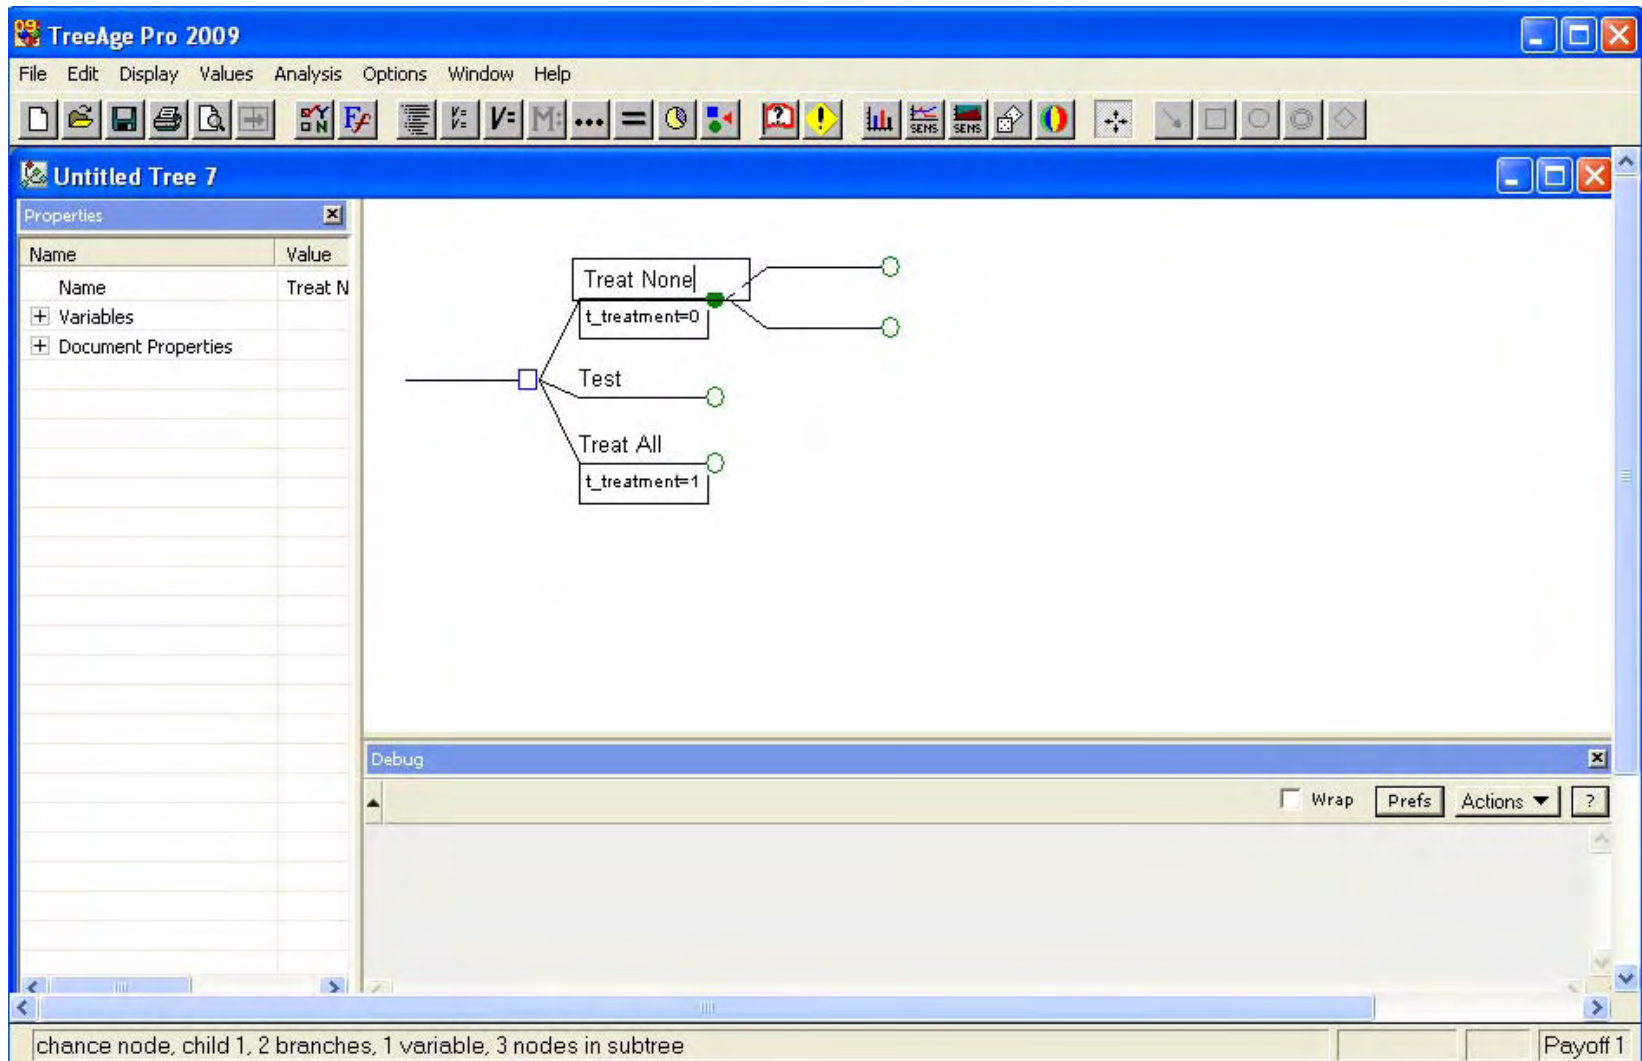 TreeAge Pro 2009
File Edit Display Values Analysis Options Window Help
SENS SENS
Untitled Tree 7
Properties
Name Value
Name Treat N
Variables
Document Properties
Treat None
t_treatment=0
Test
Treat All
t_treatment=1
Debug
Wrap Prefs Actions ?
chance node, child 1, 2 branches, 1 variable, 3 nodes in subtree Payoff 1